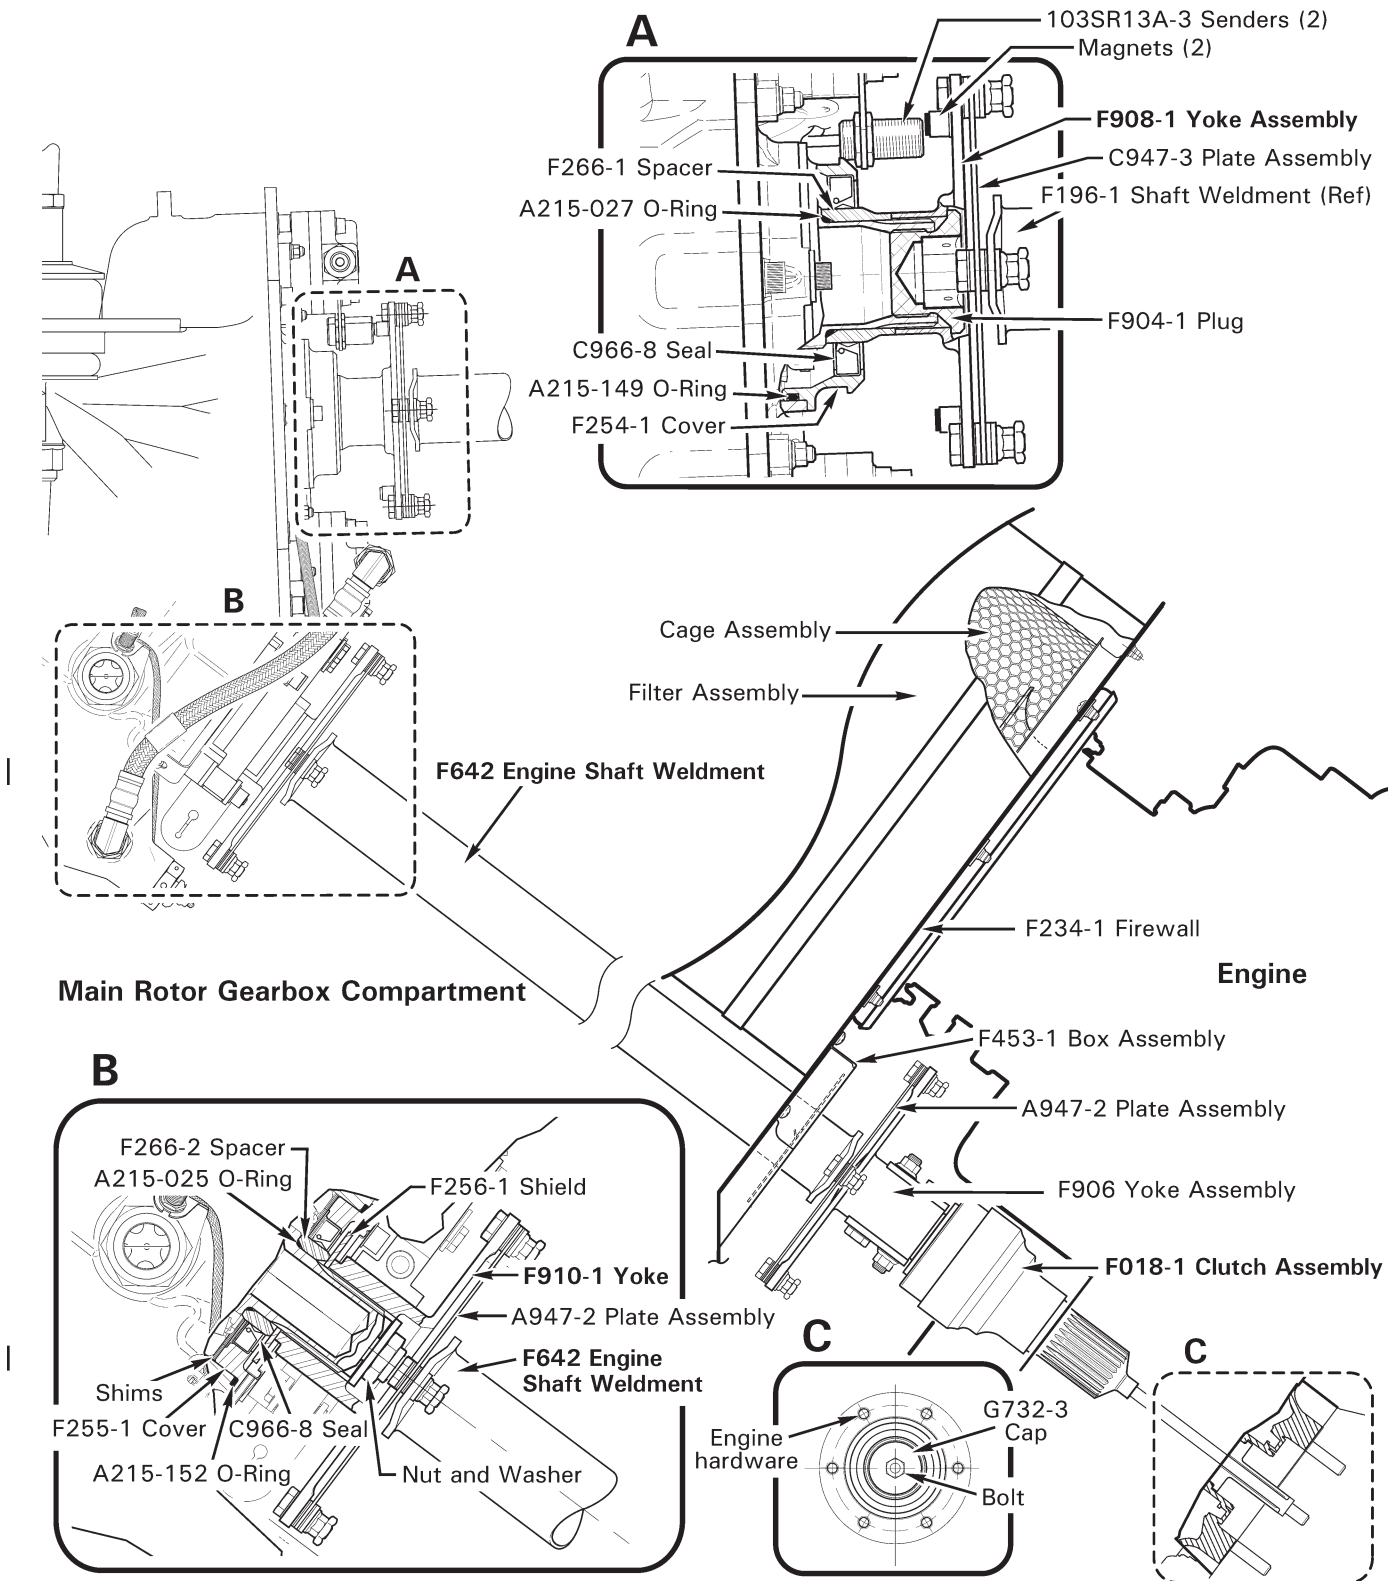 A
103SR13A-3 Senders (2)
Magnets (2)
F908-1 Yoke Assembly
C947-3 Plate Assembly
F196-1 Shaft Weldment (Ref)
F266-1 Spacer
A215-027 O-Ring
F904-1 Plug
C966-8 Seal
A215-149 O-Ring
F254-1 Cover
A
B
Cage Assembly
Filter Assembly
F642 Engine Shaft Weldment
F234-1 Firewall
Engine
Main Rotor Gearbox Compartment
F453-1 Box Assembly
A947-2 Plate Assembly
F906 Yoke Assembly
F018-1 Clutch Assembly
B
F266-2 Spacer
A215-025 O-Ring
F256-1 Shield
F910-1 Yoke
A947-2 Plate Assembly
F642 Engine
Shaft Weldment
Shims
F255-1 Cover
C966-8 Seal
A215-152 O-Ring
Nut and Washer
C
G732-3
Cap
Engine
hardware
Bolt
C